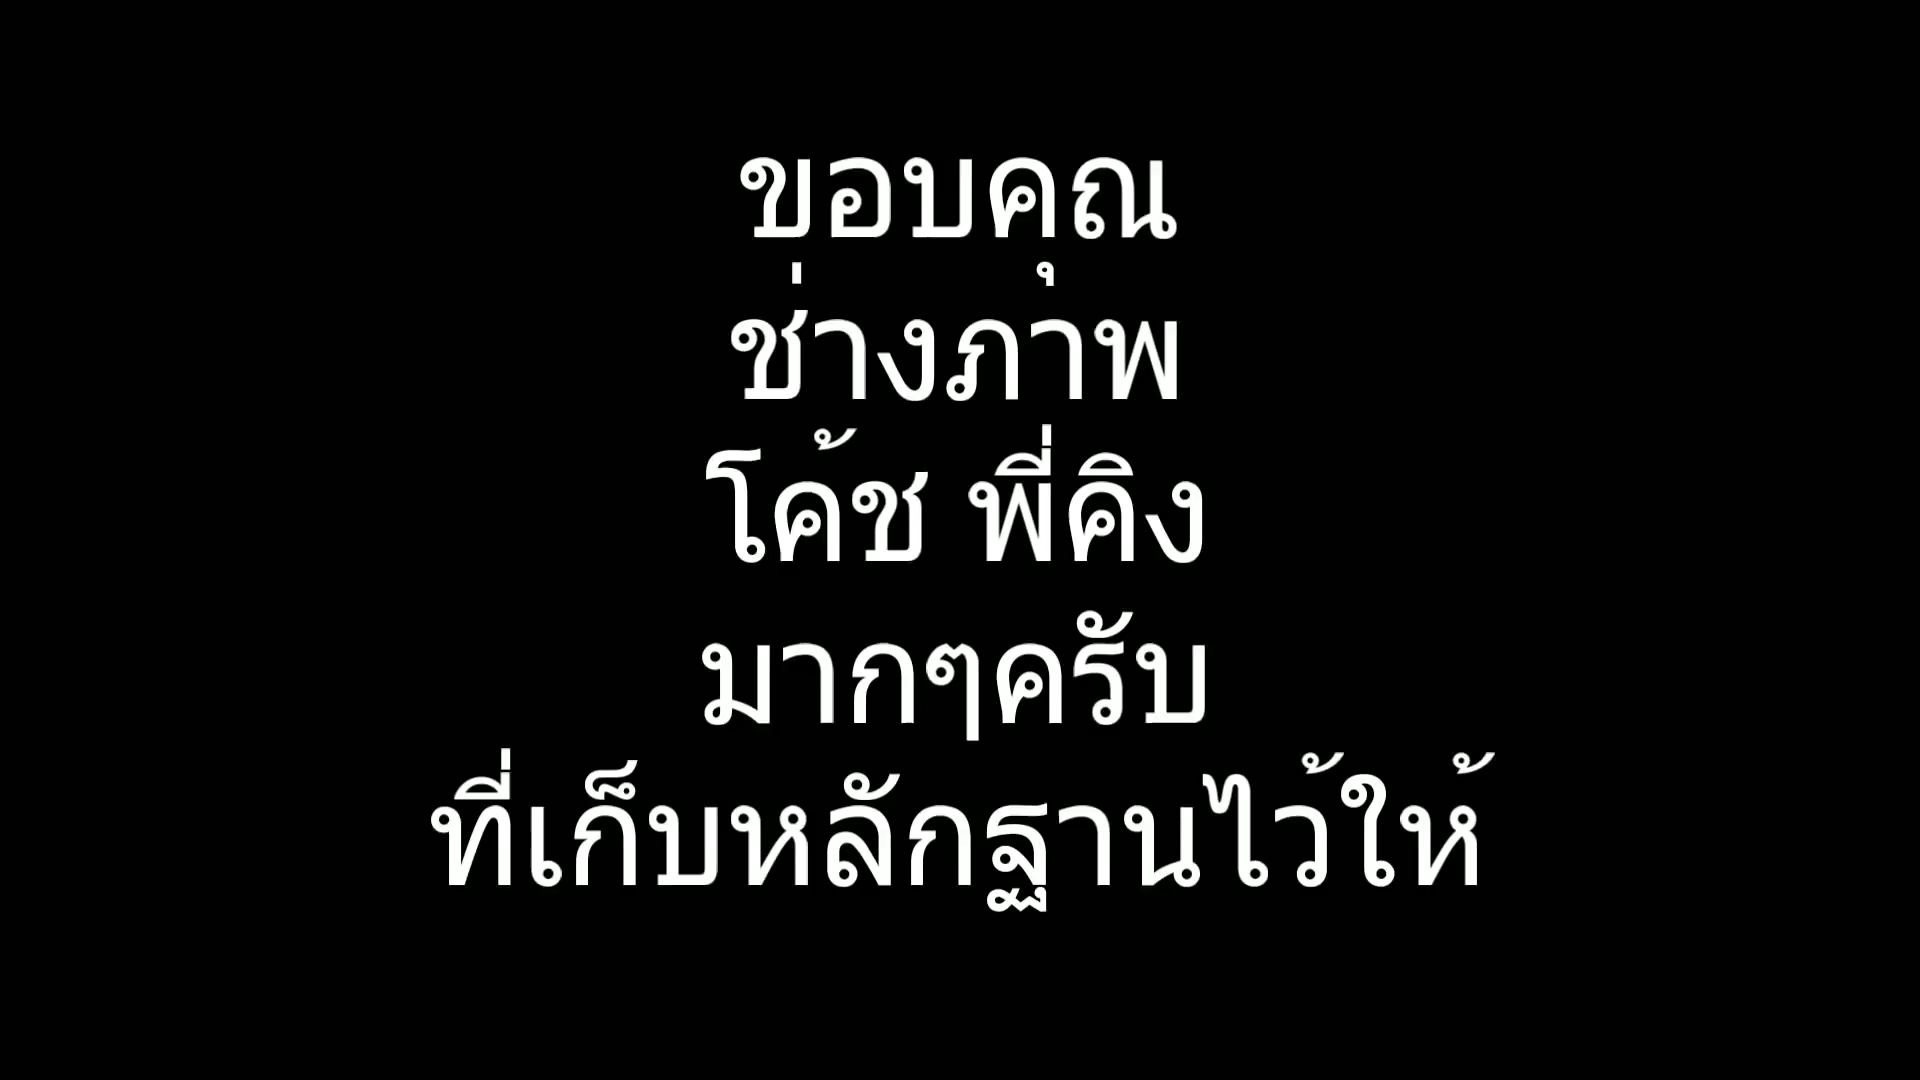 ขอบคุณ
ช่างภาพ
โค้ช พี่คิง
มากๆครับ
ที่เก็บหลักฐานไว้ให้